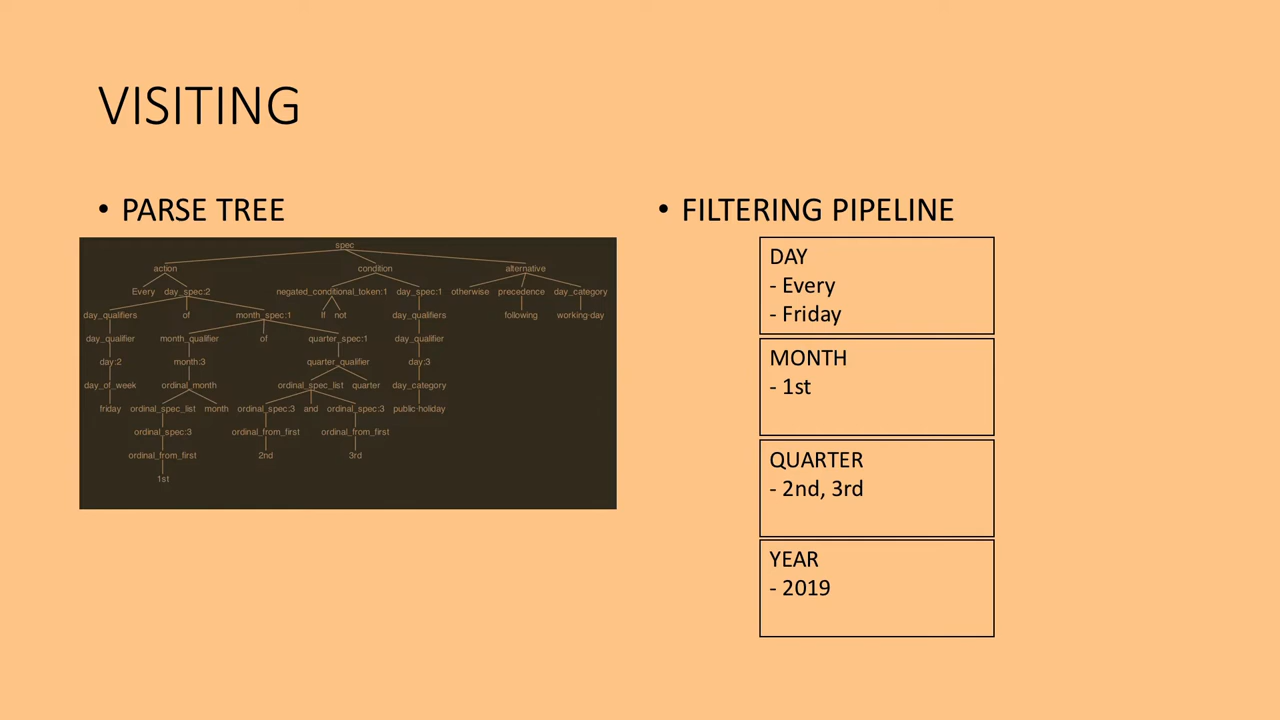 VISITING
• PARSE TREE
spec
action condition alternative
Every day_spec:2 negated_conditional_token:1 day_spec:1 otherwise precedence day_category
day_qualifiers of month_spec:1 If not day_qualifiers following working-day
day_qualifier month_qualifier of quarter_spec:1 day_qualifier
day:2 month:3 quarter_qualifier day:3
day_of_week ordinal_month ordinal_spec_list quarter day_category
friday ordinal_spec_list month ordinal_spec:3 and ordinal_spec:3 public-holiday
ordinal_spec:3 ordinal_from_first ordinal_from_first
ordinal_from_first 2nd 3rd
1st
• FILTERING PIPELINE
DAY
- Every
- Friday
MONTH
- 1st
QUARTER
- 2nd, 3rd
YEAR
- 2019